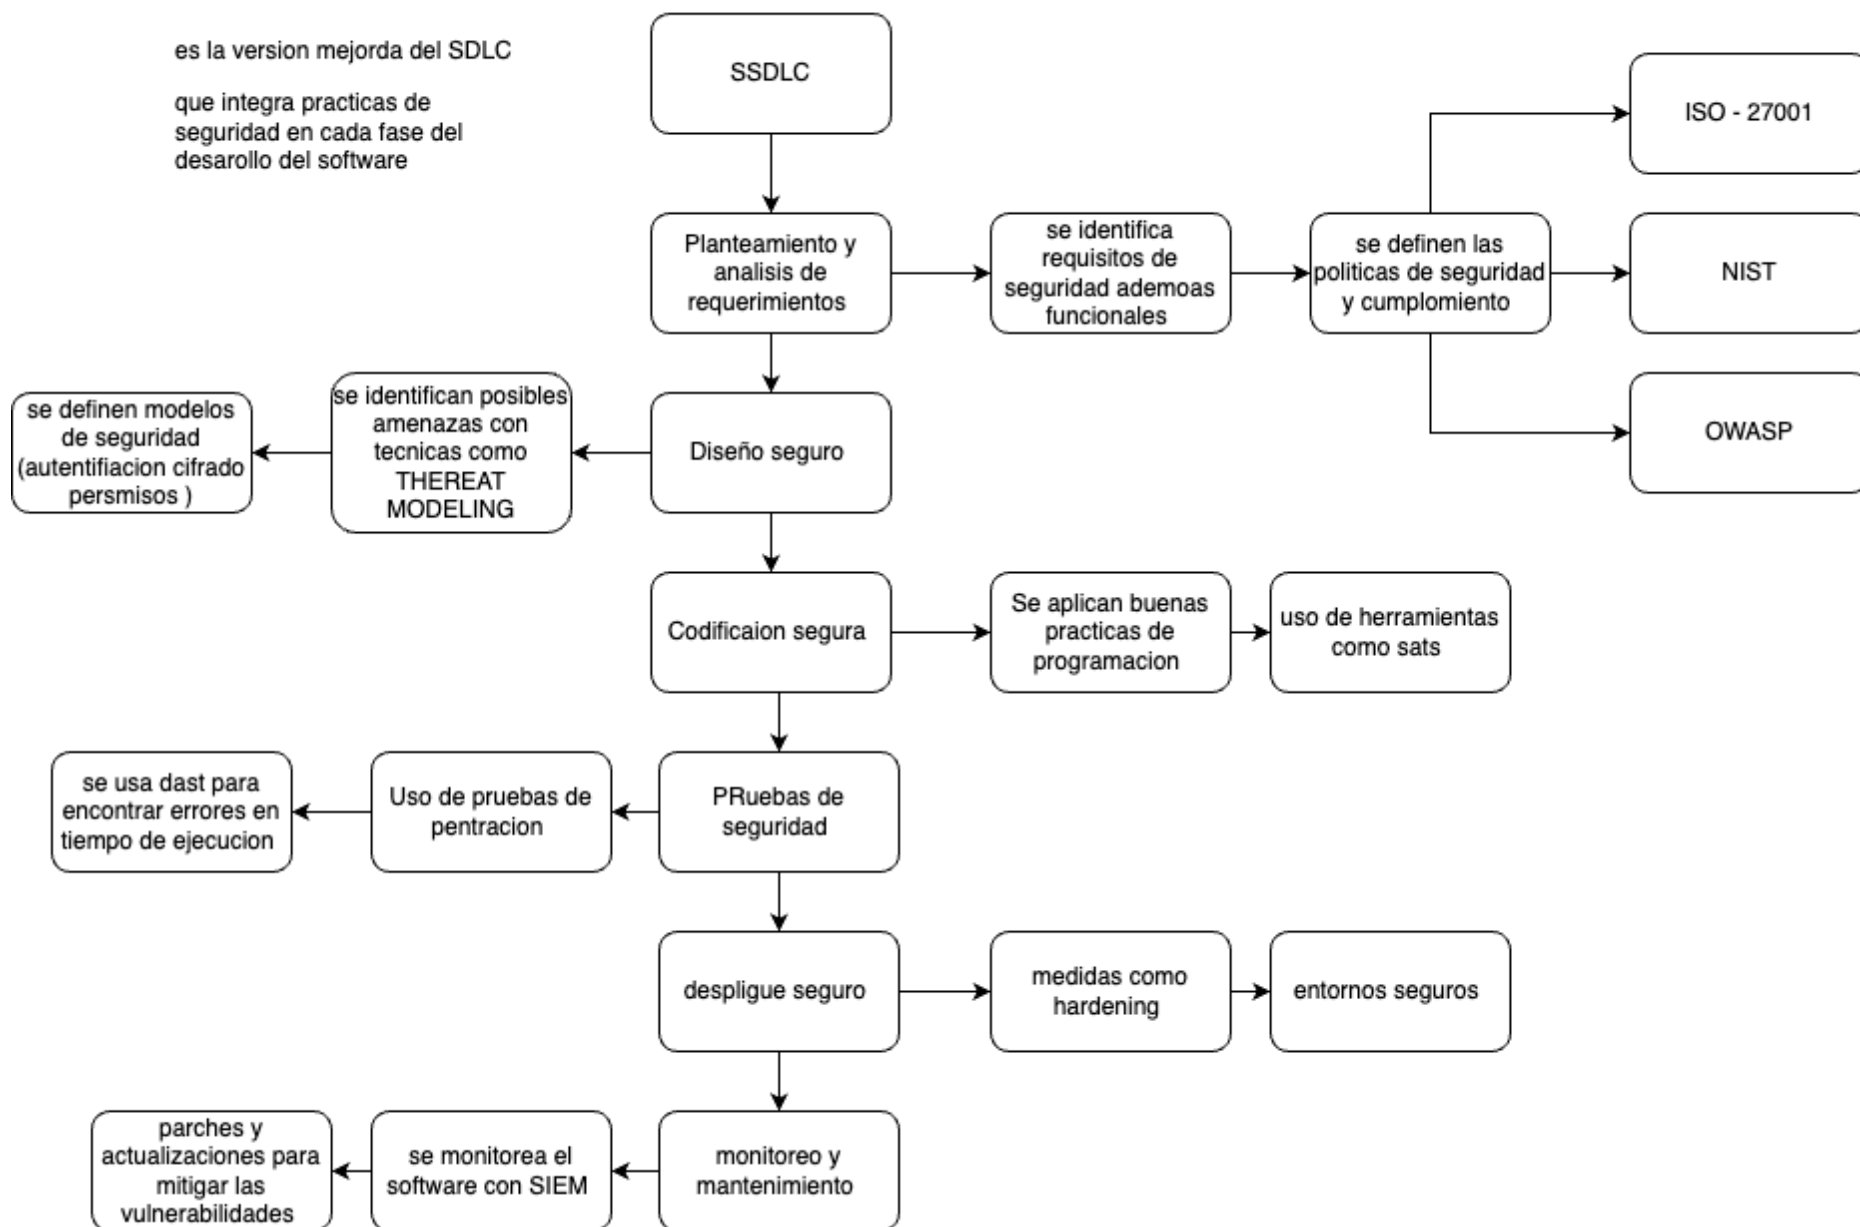 es la version mejorda del SDLC
que integra practicas de
seguridad en cada fase del
desarollo del software
SSDLC
ISO - 27001
Planteamiento y
analisis de
requerimientos
se identifica
requisitos de
seguridad ademoas
funcionales
se definen las
politicas de seguridad
y cumplomiento
NIST
OWASP
se definen modelos
de seguridad
(autentifiacion cifrado
persmisos )
se identifican posibles
amenazas con
tecnicas como
THEREAT
MODELING
Diseño seguro
Codificaion segura
Se aplican buenas
practicas de
programacion
uso de herramientas
como sats
se usa dast para
encontrar errores en
tiempo de ejecucion
Uso de pruebas de
pentracion
PRuebas de
seguridad
despligue seguro
medidas como
hardening
entornos seguros
parches y
actualizaciones para
mitigar las
vulnerabilidades
se monitorea el
software con SIEM
monitoreo y
mantenimiento